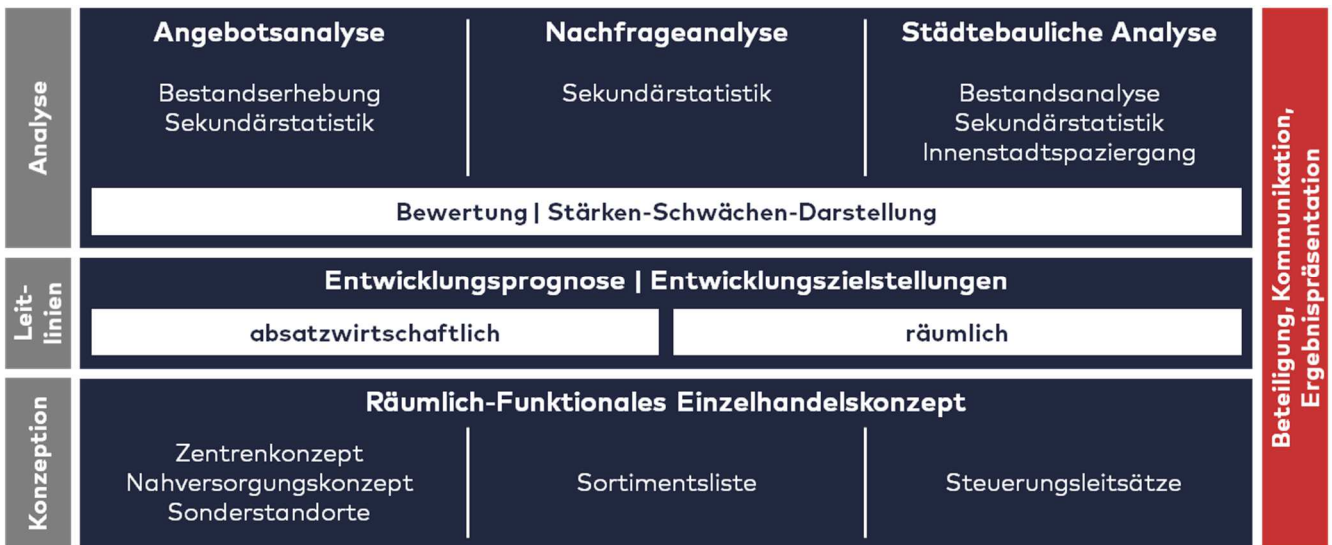 Analyse
Angebotsanalyse
Bestandserhebung
Sekundärstatistik
Nachfrageanalyse
Sekundärstatistik
Städtebauliche Analyse
Bestandsanalyse
Sekundärstatistik
Innenstadtspaziergang
Bewertung | Stärken-Schwächen-Darstellung
Leit-
linien
Entwicklungsprognose | Entwicklungszielstellungen
absatzwirtschaftlich
räumlich
Konzeption
Räumlich-Funktionales Einzelhandelskonzept
Zentrenkonzept
Nahversorgungskonzept
Sonderstandorte
Sortimentsliste
Steuerungsleitsätze
Beteiligung, Kommunikation,
Ergebnispräsentation